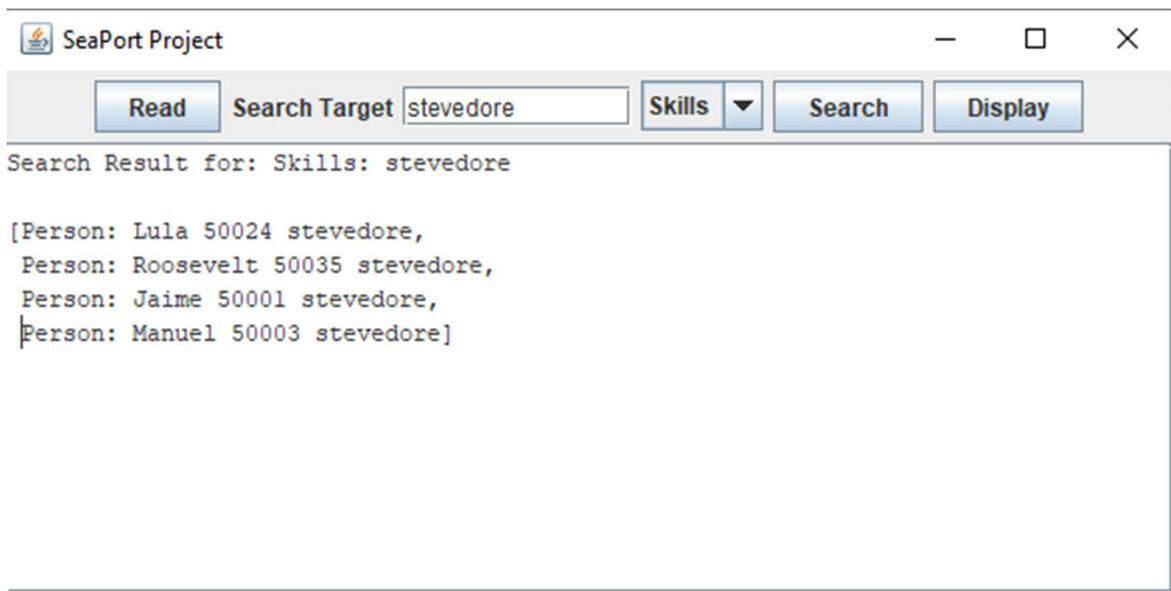 SeaPort Project
Read Search Target stevedore Skills Search Display
Search Result for: Skills: stevedore
[Person: Lula 50024 stevedore,
Person: Roosevelt 50035 stevedore,
Person: Jaime 50001 stevedore,
Person: Manuel 50003 stevedore]